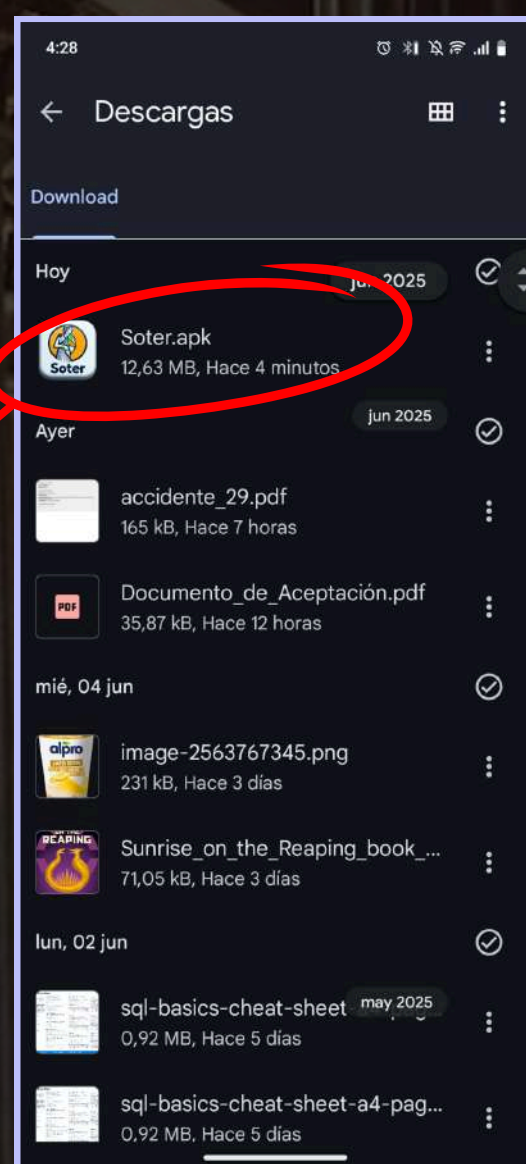 4:28
Descargas
Download
Hoy
2025
Soter
Soter.apk
12,63 MB, Hace 4 minutos
jun 2025
Ayer
accidente_29.pdf
165 kB, Hace 7 horas
PDF
Documento_de_Aceptación.pdf
35,87 kB, Hace 12 horas
mié, 04 jun
alpro
image-2563767345.png
231 kB, Hace 3 días
REAPING
Sunrise_on_the_Reaping_book_...
71,05 kB, Hace 3 días
lun, 02 jun
may 2025
sql-basics-cheat-sheet
0,92 MB, Hace 5 días
sql-basics-cheat-sheet-a4-pag...
0,92 MB, Hace 5 días